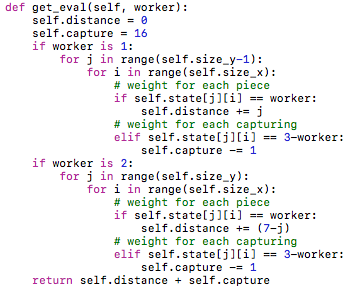 def get_eval(self, worker):
    self.distance = 0
    self.capture = 16
    if worker is 1:
        for j in range(self.size_y-1):
            for i in range(self.size_x):
                # weight for each piece
                if self.state[j][i] == worker:
                    self.distance += j
                # weight for each capturing
                elif self.state[j][i] == 3-worker:
                    self.capture -= 1
    if worker is 2:
        for j in range(self.size_y):
            for i in range(self.size_x):
                # weight for each piece
                if self.state[j][i] == worker:
                    self.distance += (7-j)
                # weight for each capturing
                elif self.state[j][i] == 3-worker:
                    self.capture -= 1
    return self.distance + self.capture